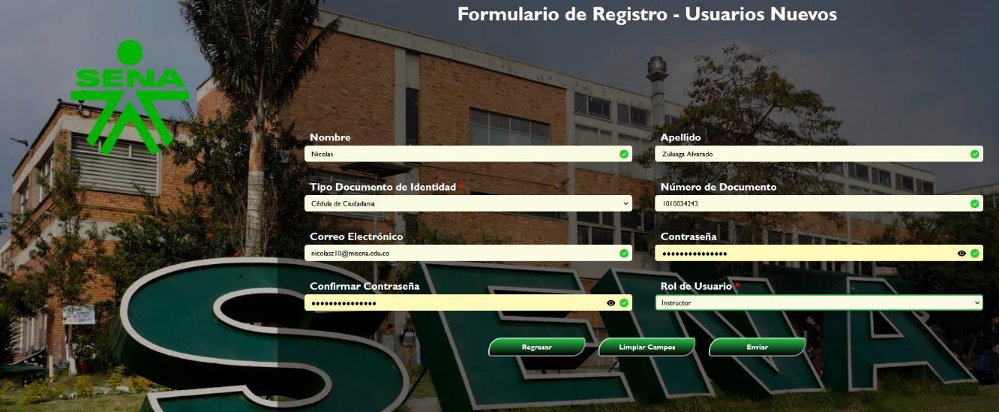 Formulario de Registro - Usuarios Nuevos
SENA
Nombre
Nicolas
Apellido
Zuluaga Alvarado
Tipo Documento de Identidad *
Cédula de Ciudadania
Número de Documento
1010034243
Correo Electrónico
nicolasz10@misena.edu.co
Contraseña
•••••••••••••••
Confirmar Contraseña
•••••••••••••••
Rol de Usuario *
Instructor
Regresar
Limpiar Campos
Enviar
SENA